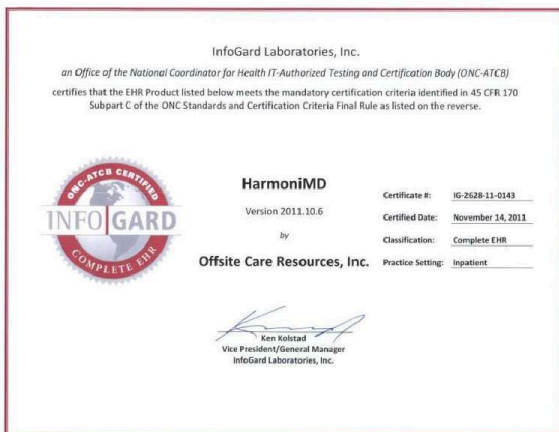 InfoGard Laboratories, Inc.
an Office of the National Coordinator for Health IT-Authorized Testing and Certification Body (ONC-ATCB)
certifies that the EHR Product listed below meets the mandatory certification criteria identified in 45 CFR 170
Subpart C of the ONC Standards and Certification Criteria Final Rule as listed on the reverse.
ONC-ATCB CERTIFIED
INFO GARD
COMPLETE EHR
HarmoniMD
Version 2011.10.6
by
Offsite Care Resources, Inc.
Certificate #: IG-2628-11-0143
Certified Date: November 14, 2011
Classification: Complete EHR
Practice Setting: Inpatient
Ken Kolstad
Vice President/General Manager
InfoGard Laboratories, Inc.